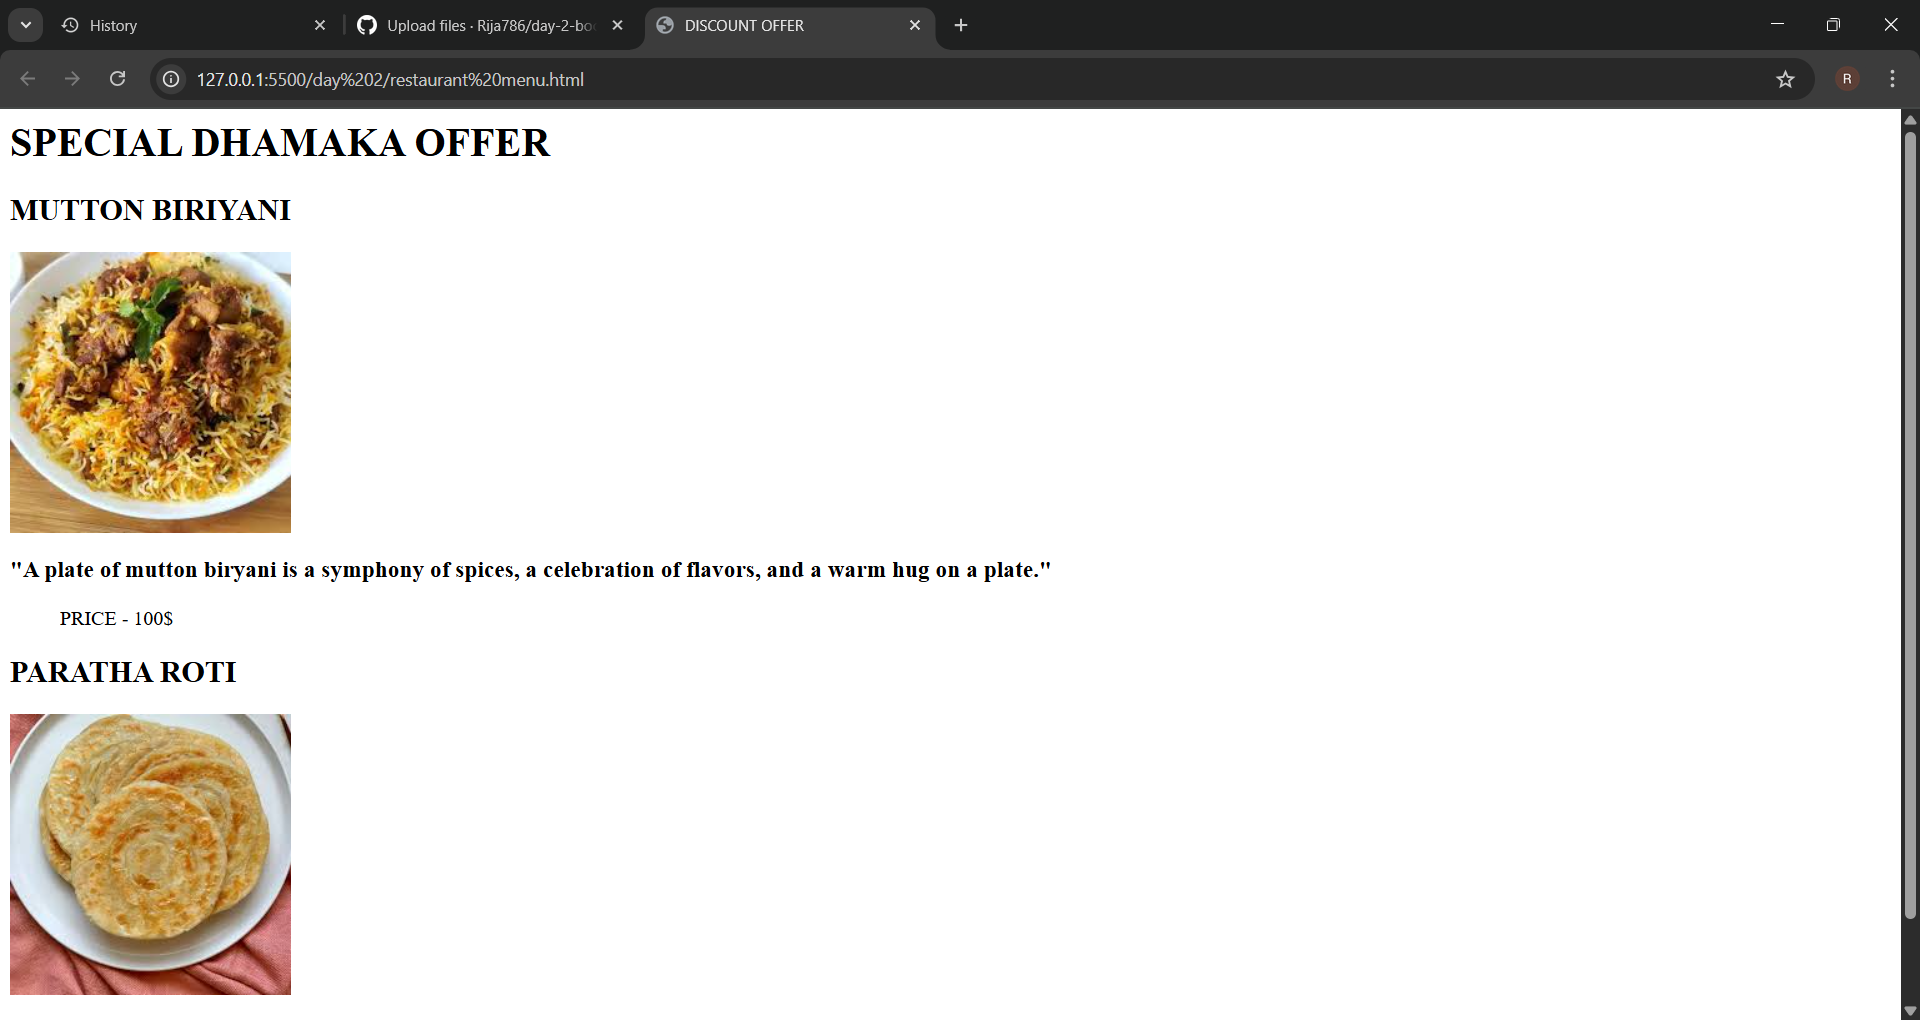 History
Upload files · Rija786/day-2-bo
DISCOUNT OFFER
127.0.0.1:5500/day%202/restaurant%20menu.html
R
SPECIAL DHAMAKA OFFER
MUTTON BIRIYANI
"A plate of mutton biryani is a symphony of spices, a celebration of flavors, and a warm hug on a plate."
PRICE - 100$
PARATHA ROTI